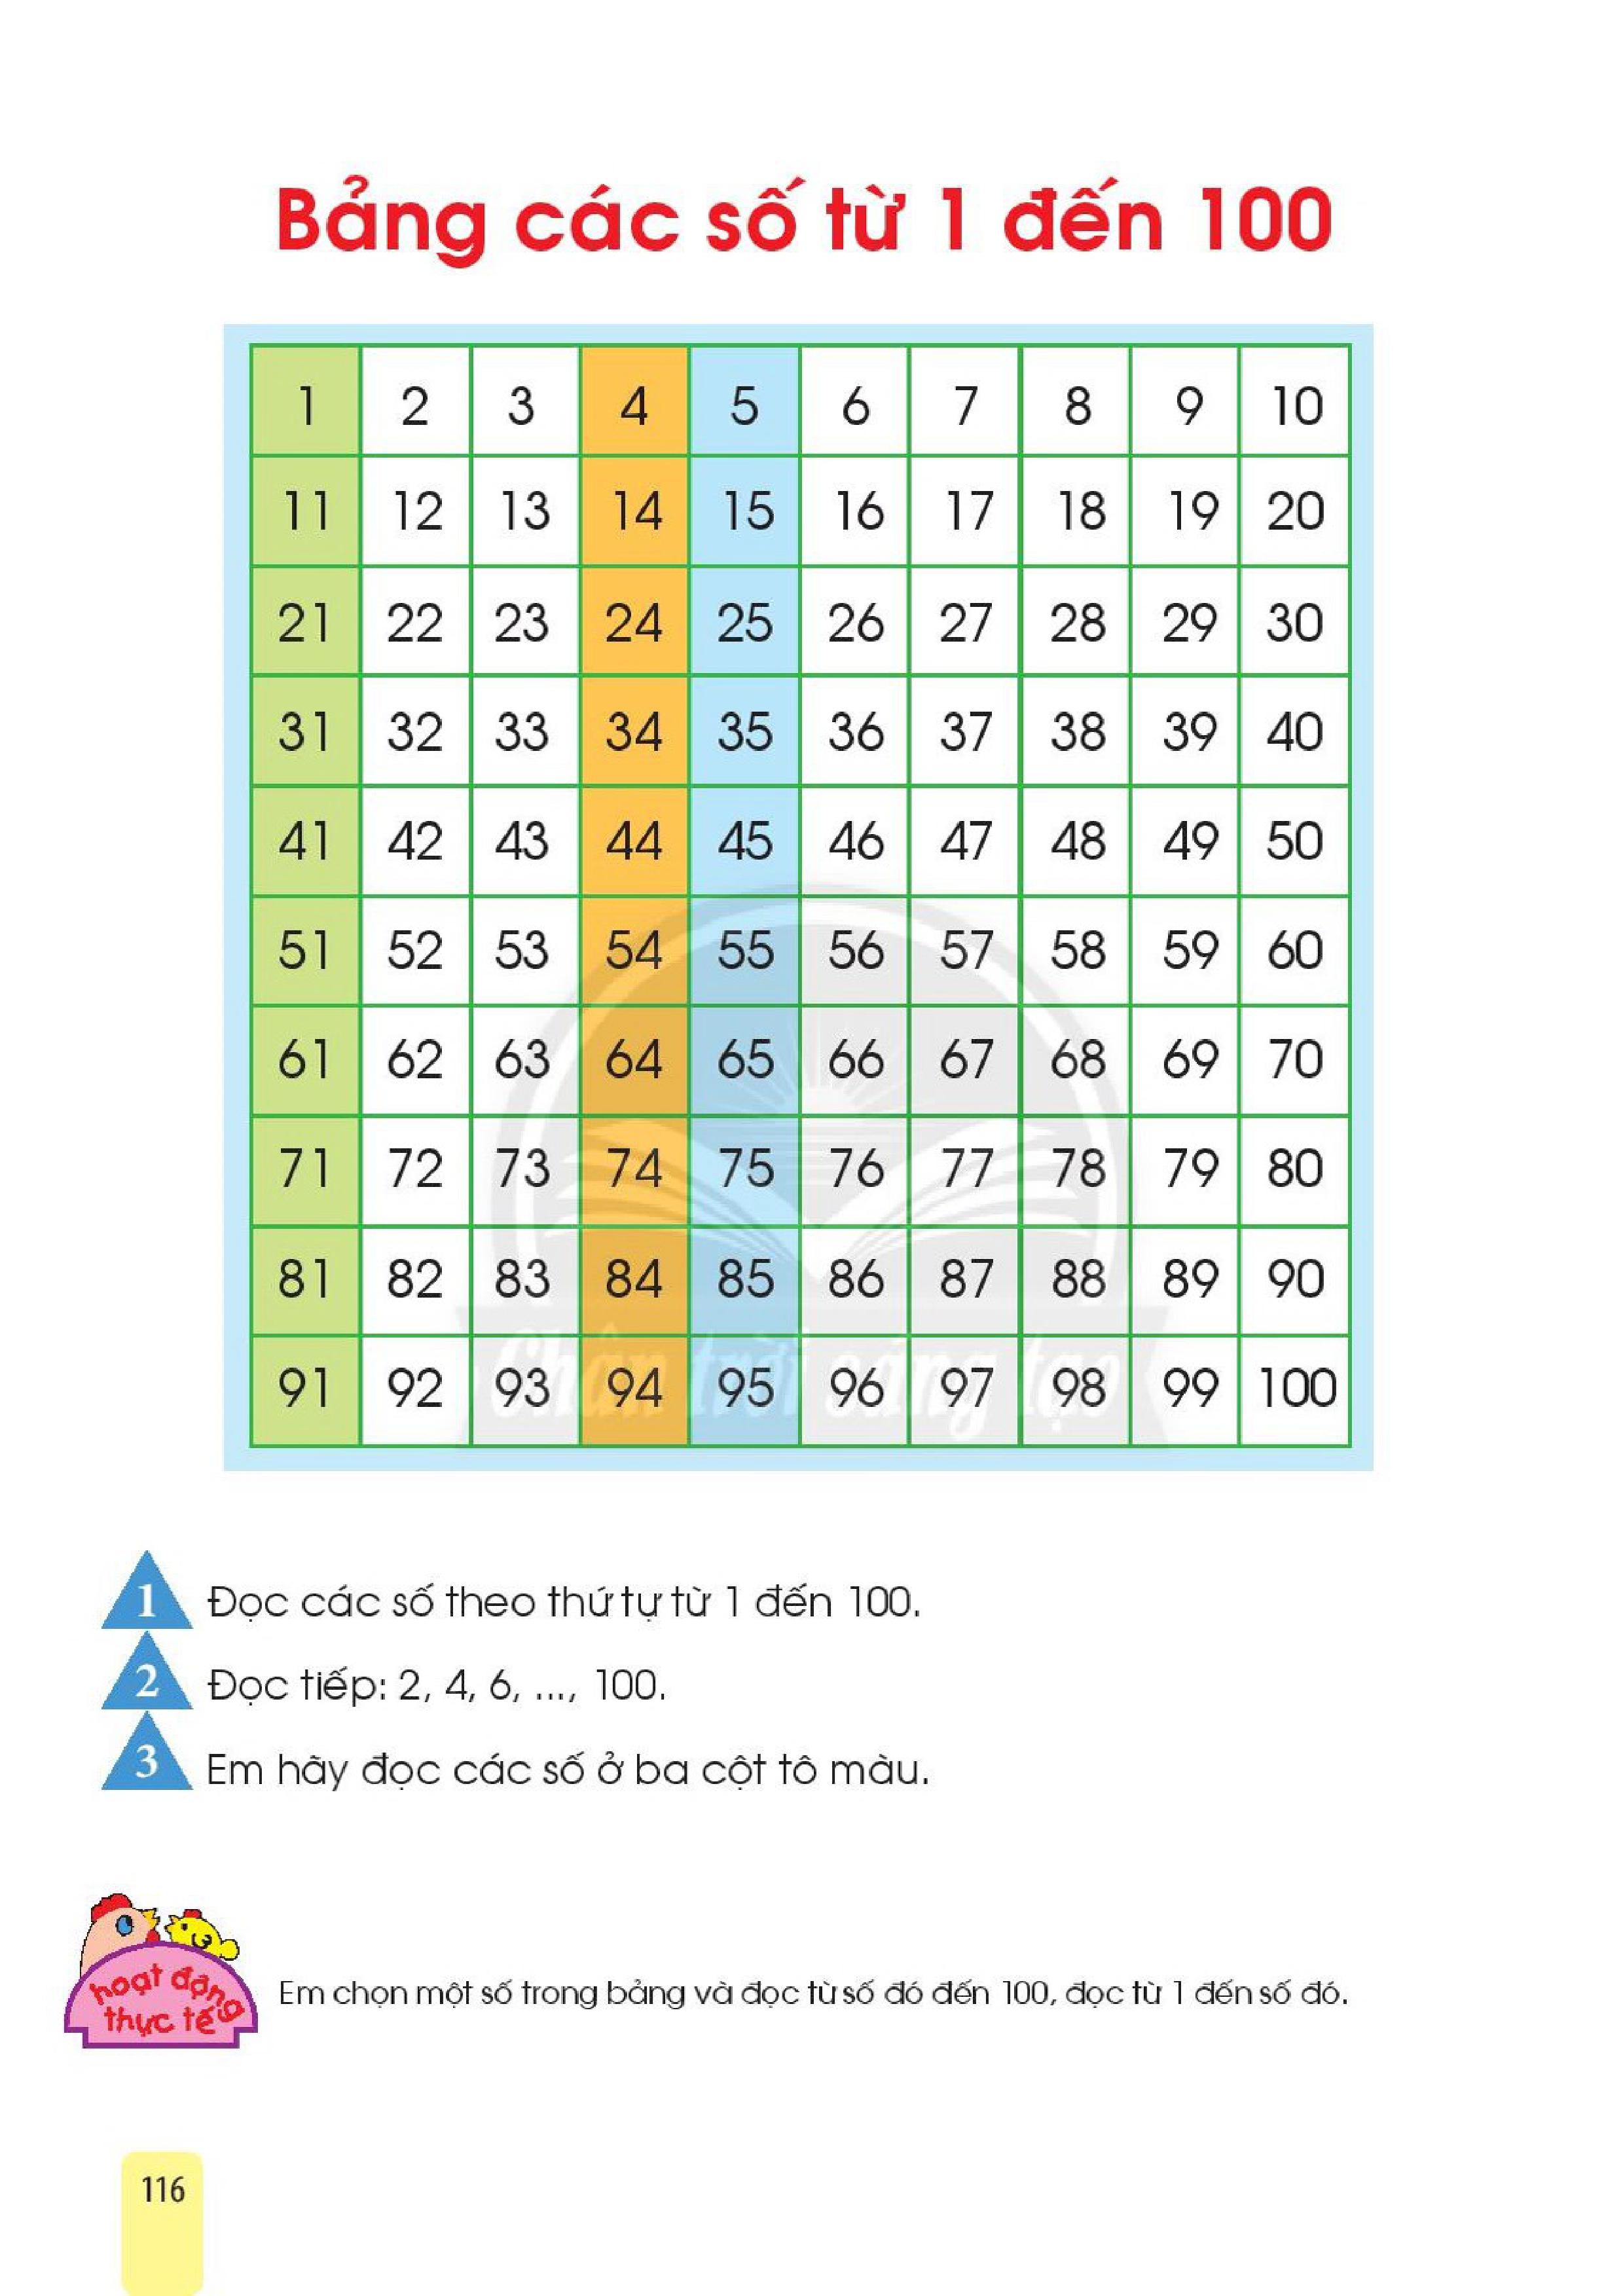 Bảng các số từ 1 đến 100
1 2 3 4 5 6 7 8 9 10
11 12 13 14 15 16 17 18 19 20
21 22 23 24 25 26 27 28 29 30
31 32 33 34 35 36 37 38 39 40
41 42 43 44 45 46 47 48 49 50
51 52 53 54 55 56 57 58 59 60
61 62 63 64 65 66 67 68 69 70
71 72 73 74 75 76 77 78 79 80
81 82 83 84 85 86 87 88 89 90
91 92 93 94 95 96 97 98 99 100
Chân trời sáng tạo
1 Đọc các số theo thứ tự từ 1 đến 100.
2 Đọc tiếp: 2, 4, 6, ..., 100.
3 Em hãy đọc các số ở ba cột tô màu.
hoạt động
thực tế
Em chọn một số trong bảng và đọc từ số đó đến 100, đọc từ 1 đến số đó.
116